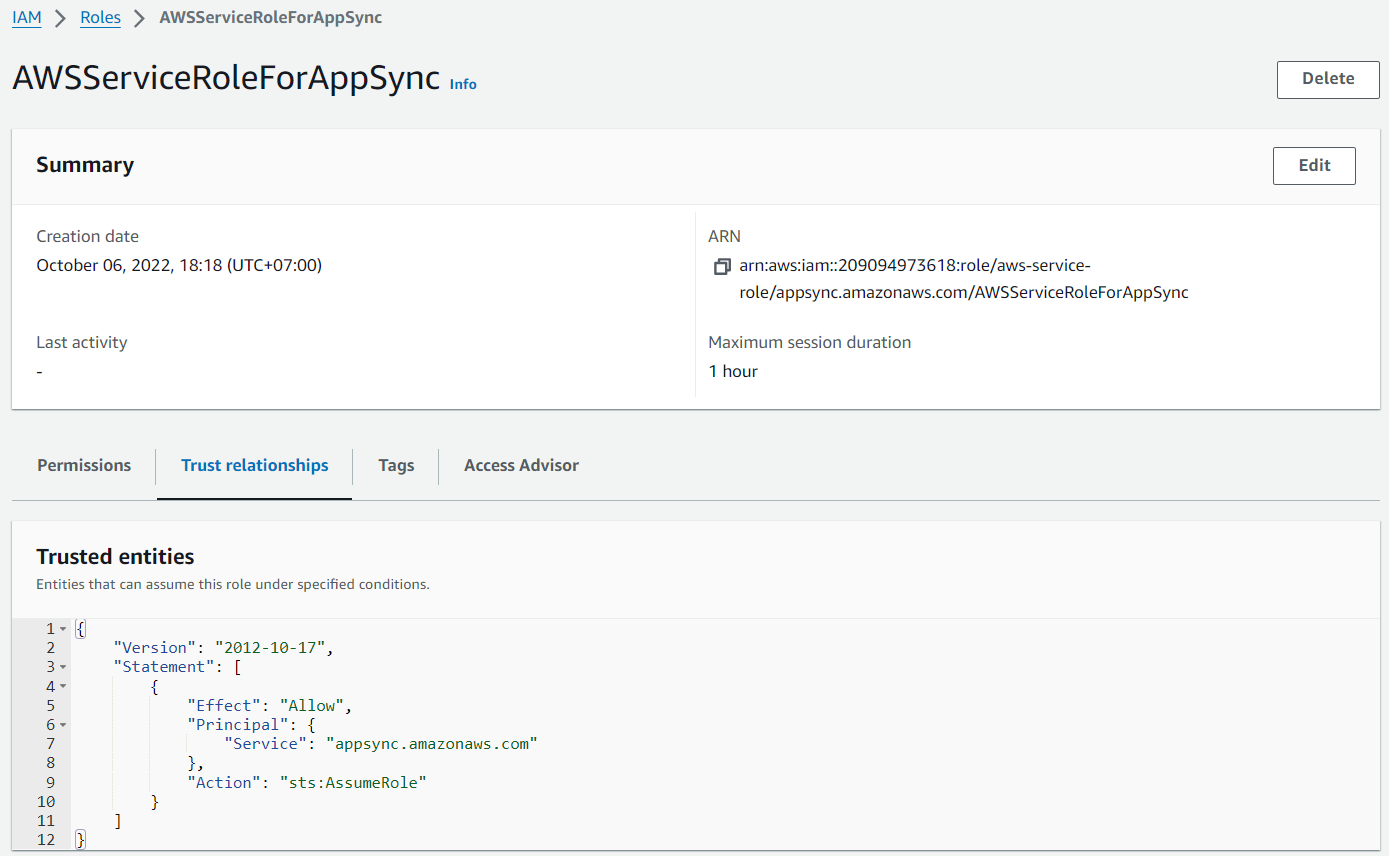 IAM > Roles > AWSServiceRoleForAppSync
AWSServiceRoleForAppSync Info
Delete
Summary
Edit
Creation date
October 06, 2022, 18:18 (UTC+07:00)
ARN
arn:aws:iam::209094973618:role/aws-service-
role/appsync.amazonaws.com/AWSServiceRoleForAppSync
Last activity
-
Maximum session duration
1 hour
Permissions
Trust relationships
Tags
Access Advisor
Trusted entities
Entities that can assume this role under specified conditions.
1 {
2     "Version": "2012-10-17",
3     "Statement": [
4         {
5             "Effect": "Allow",
6             "Principal": {
7                 "Service": "appsync.amazonaws.com"
8             },
9             "Action": "sts:AssumeRole"
10         }
11     ]
12 }